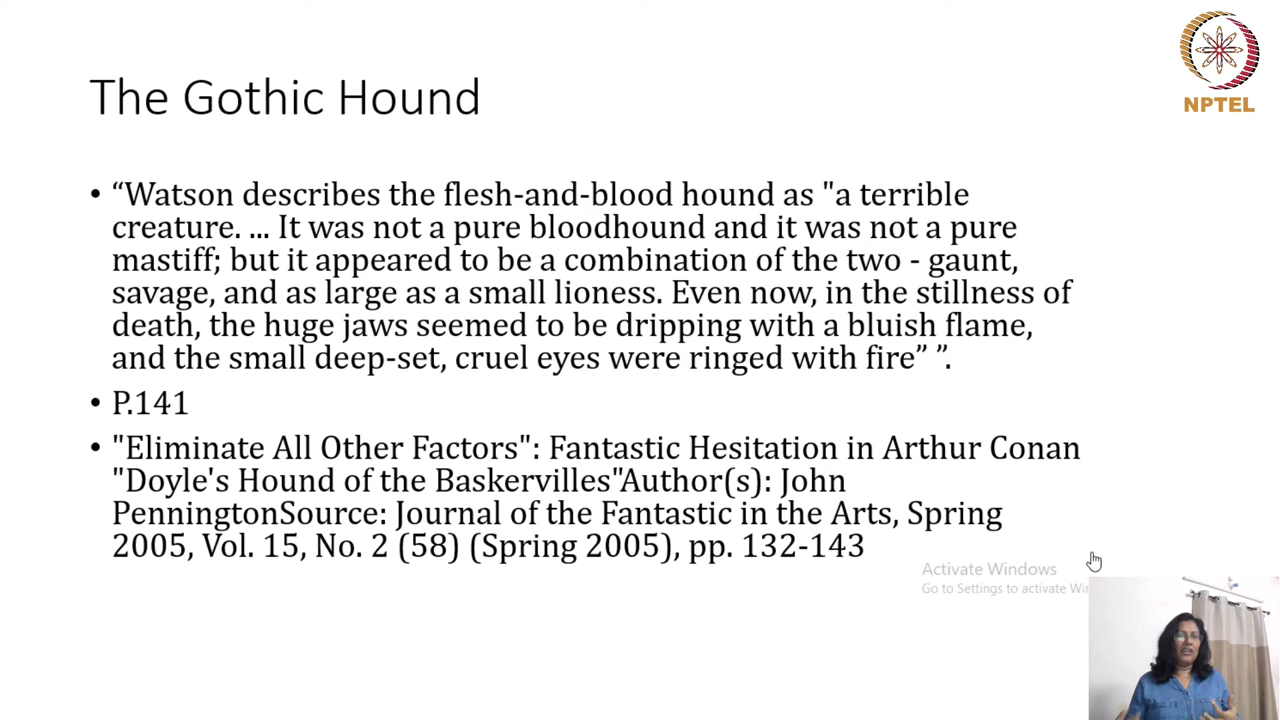 The Gothic Hound
NPTEL
• “Watson describes the flesh-and-blood hound as "a terrible
creature. ... It was not a pure bloodhound and it was not a pure
mastiff; but it appeared to be a combination of the two - gaunt,
savage, and as large as a small lioness. Even now, in the stillness of
death, the huge jaws seemed to be dripping with a bluish flame,
and the small deep-set, cruel eyes were ringed with fire” ”.
• P.141
• "Eliminate All Other Factors": Fantastic Hesitation in Arthur Conan
"Doyle's Hound of the Baskervilles"Author(s): John
PenningtonSource: Journal of the Fantastic in the Arts, Spring
2005, Vol. 15, No. 2 (58) (Spring 2005), pp. 132-143
Activate Windows
Go to Settings to activate